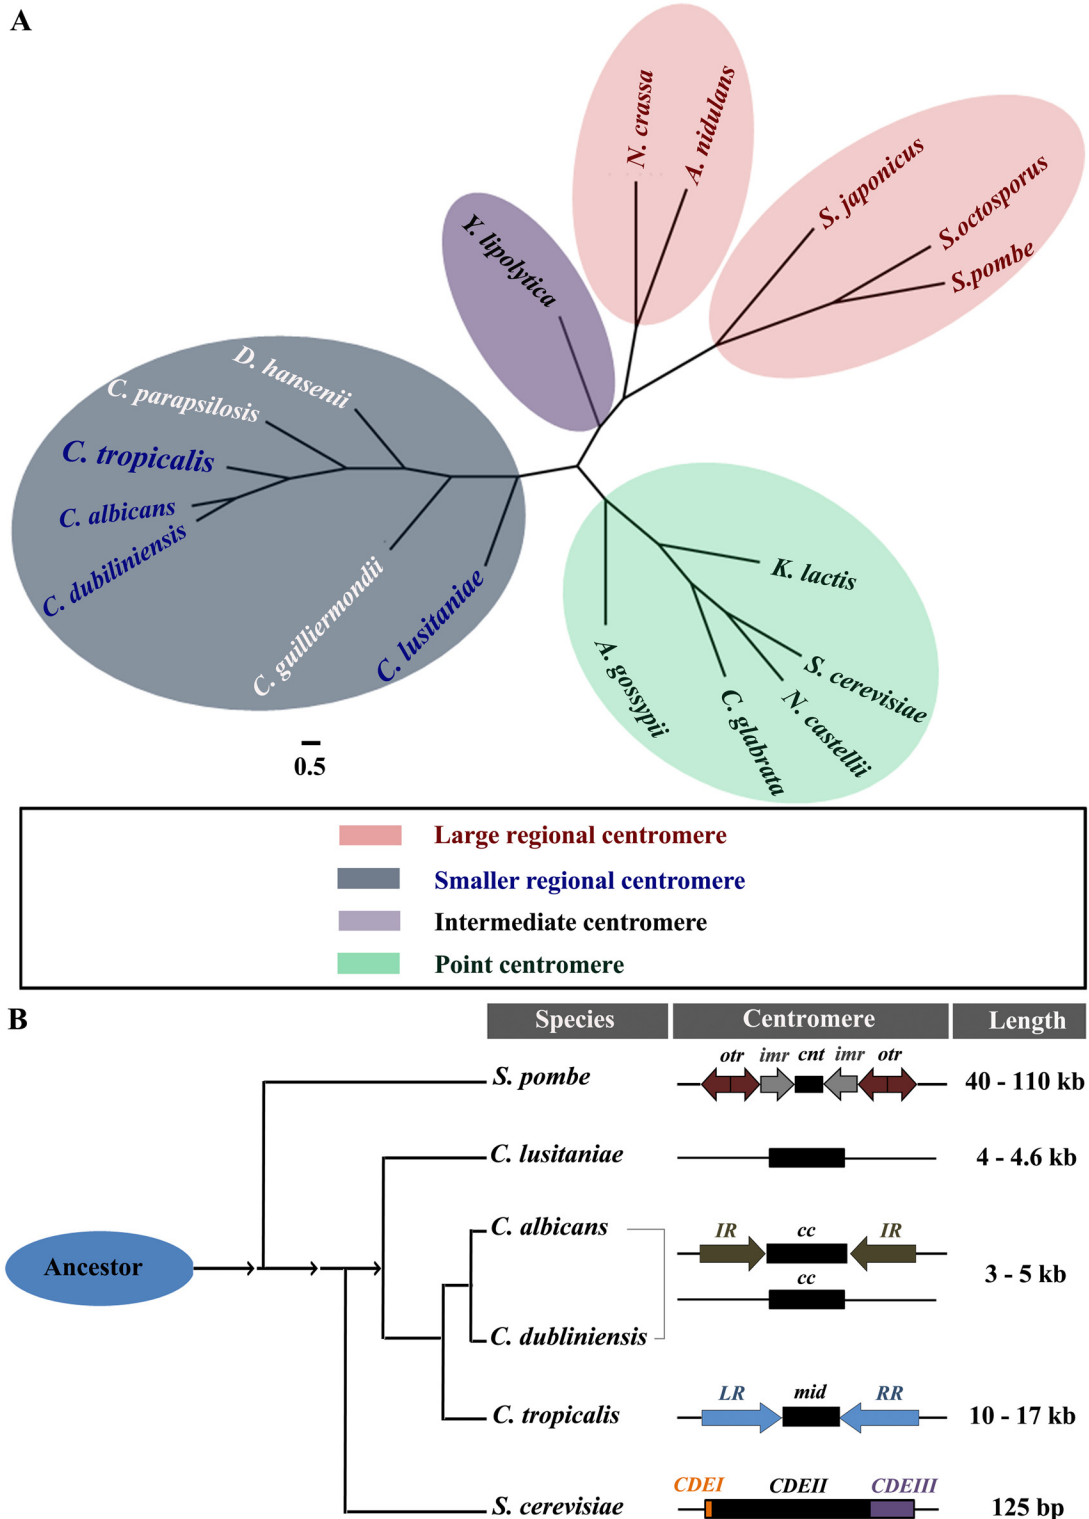 A
N. crassa
A. nidulans
S. japonicus
S.octosporus
S.pombe
Y. lipolytica
D. hansenii
C. parapsilosis
C. tropicalis
C. albicans
C. dubiliniensis
C. guilliermondii
C. lusitaniae
K. lactis
S. cerevisiae
N. castellii
C. glabrata
A. gossypii
0.5
Large regional centromere
Smaller regional centromere
Intermediate centromere
Point centromere
B
Species Centromere Length
otr imr cnt imr otr
S. pombe 40 - 110 kb
C. lusitaniae 4 - 4.6 kb
C. albicans
IR cc IR
Ancestor
3 - 5 kb
cc
C. dubliniensis
LR mid RR
C. tropicalis 10 - 17 kb
CDEI CDEII CDEIII
S. cerevisiae 125 bp